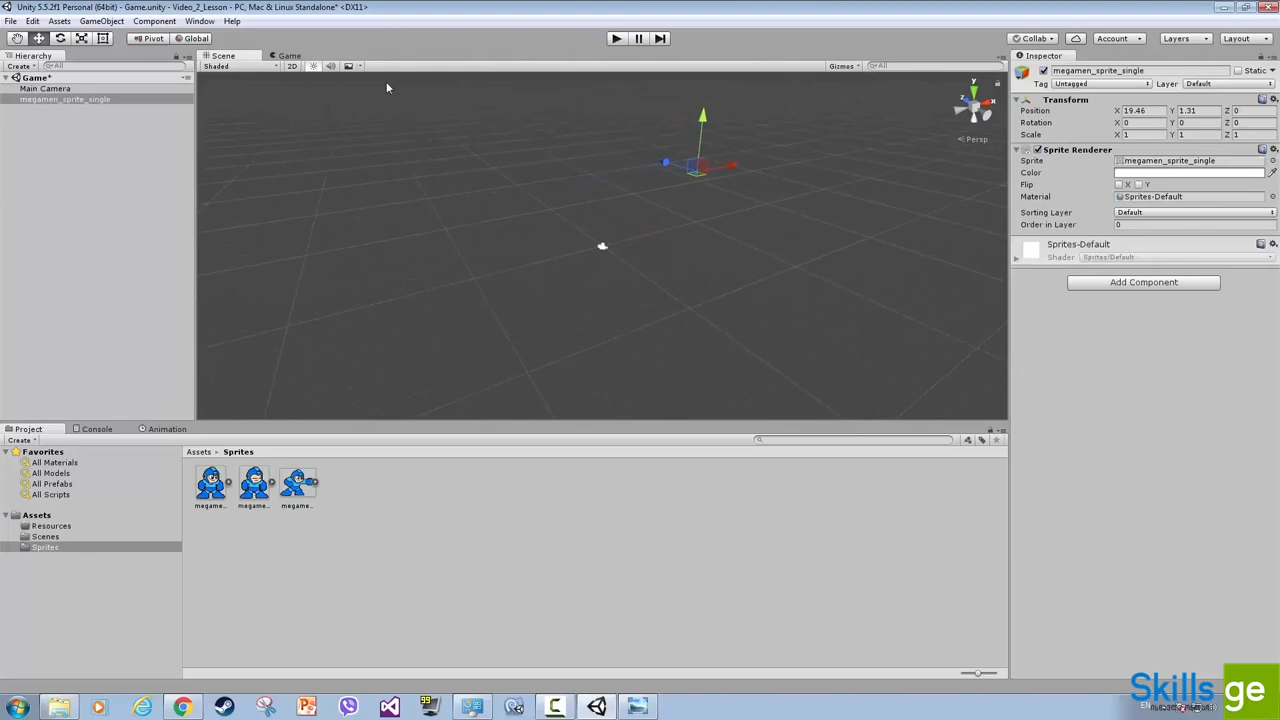 Unity 5.5.2f1 Personal (64bit) - Game.unity - Video_2_Lesson - PC, Mac & Linux Standalone* <DX11>
File Edit Assets GameObject Component Window Help
Pivot Global Collab Account Layers Layout
Hierarchy Scene Game Inspector
Create All Shaded 2D Gizmos All
megamen_sprite_single Static
Game*
Tag Untagged Layer Default
Main Camera
megamen_sprite_single
Transform
Position X 19.46 Y 1.31 Z 0
Rotation X 0 Y 0 Z 0
Scale X 1 Y 1 Z 1
y
z
x
Persp
Sprite Renderer
Sprite megamen_sprite_single
Color
Flip X Y
Material Sprites-Default
Sorting Layer Default
Order in Layer 0
Sprites-Default
Shader Sprites/Default
Add Component
Project Console Animation
Create
Favorites
All Materials
All Models
All Prefabs
All Scripts
Assets
Resources
Scenes
Sprites
Assets Sprites
megame... megame... megame...
99
Skills ge
EN